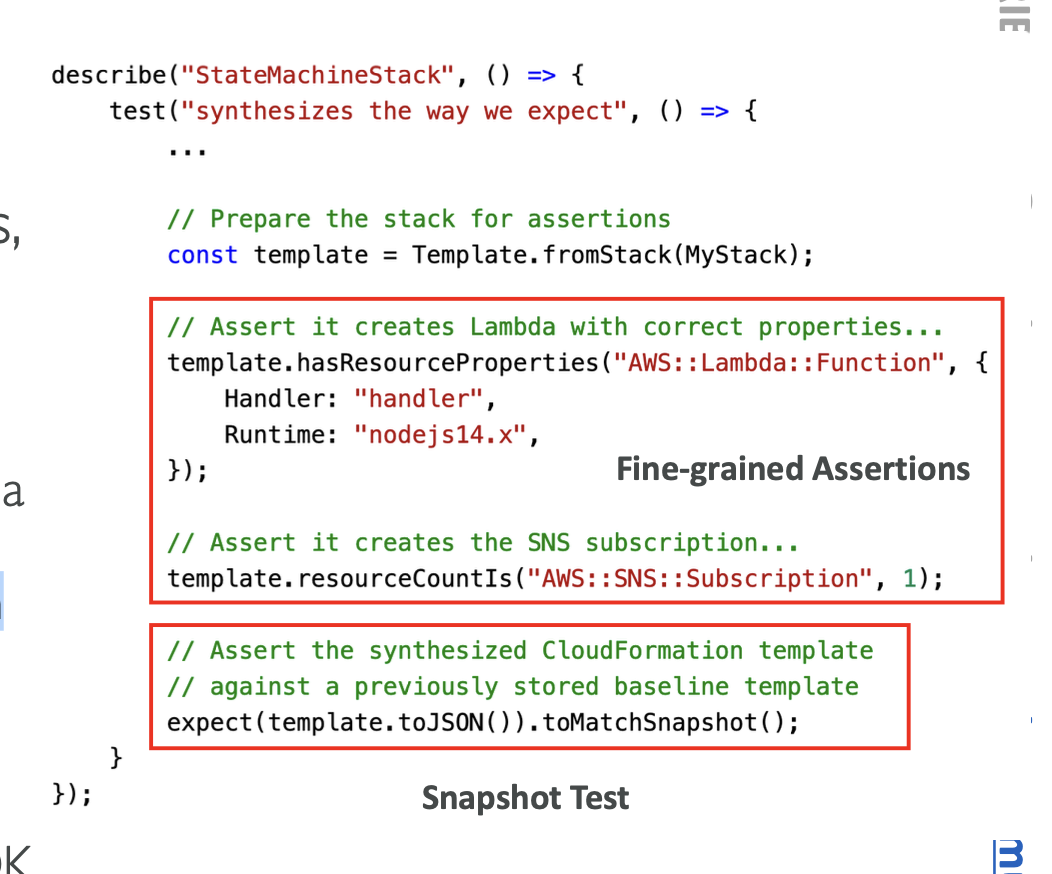 describe("StateMachineStack", () => {
test("synthesizes the way we expect", () => {
...
// Prepare the stack for assertions
s,
const template = Template.fromStack(MyStack);
// Assert it creates Lambda with correct properties...
template.hasResourceProperties("AWS::Lambda::Function", {
Handler: "handler",
Runtime: "nodejs14.x",
});
Fine-grained Assertions
a
// Assert it creates the SNS subscription...
template.resourceCountIs("AWS::SNS::Subscription", 1);
// Assert the synthesized CloudFormation template
// against a previously stored baseline template
expect(template.toJSON()).toMatchSnapshot();
}
});
Snapshot Test